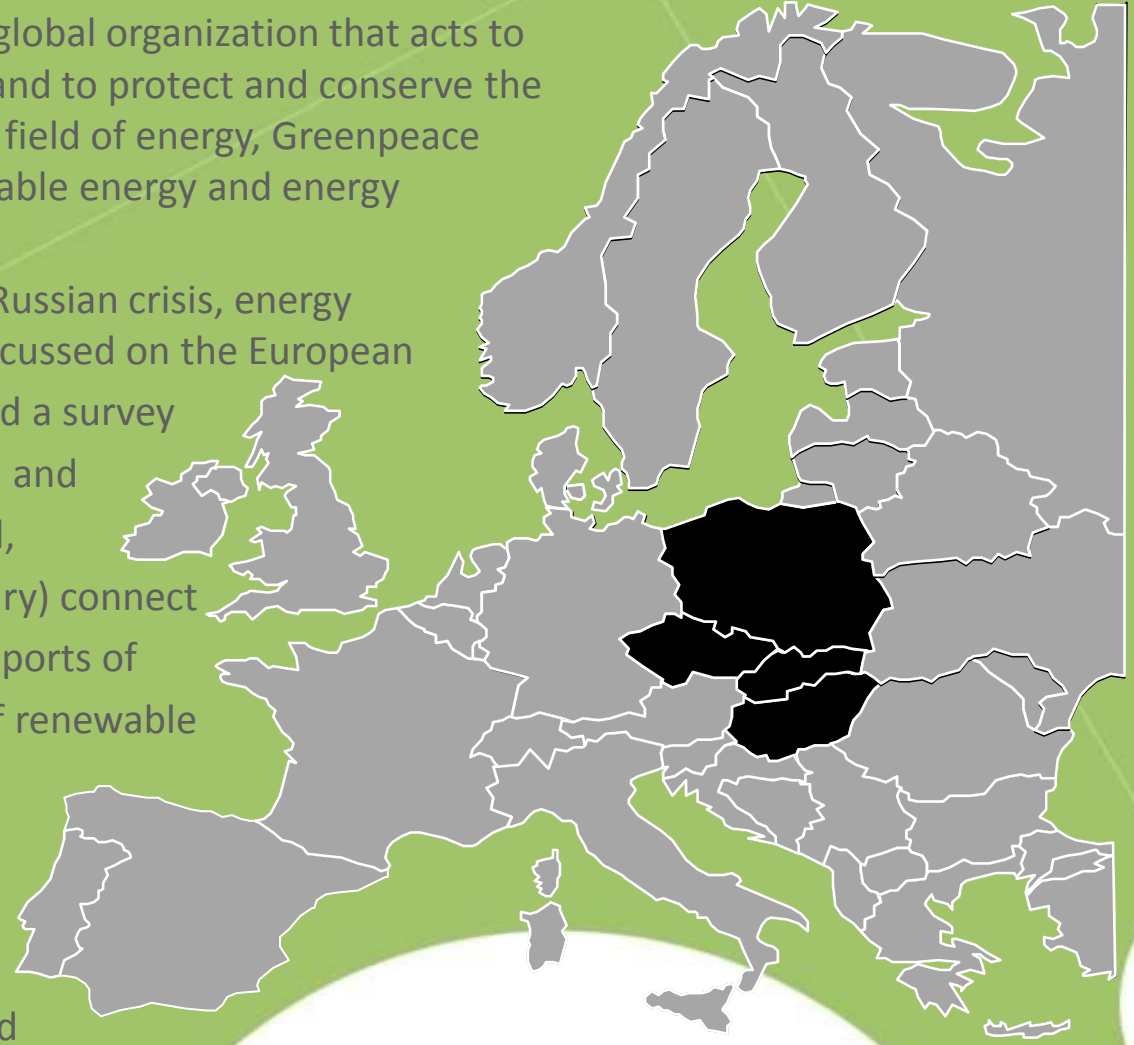 global organization that acts to
and to protect and conserve the
field of energy, Greenpeace
able energy and energy
Russian crisis, energy
cussed on the European
d a survey
and
ry) connect
ports of
f renewable
d